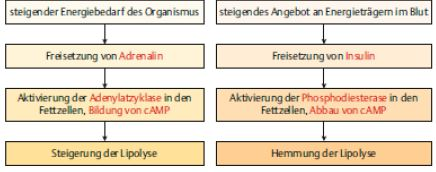 steigender Energiebedarf des Organismus
Freisetzung von Adrenalin
Aktivierung der Adenylatzyklase in den
Fettzellen, Bildung von cAMP
Steigerung der Lipolyse
steigendes Angebot an Energieträgern im Blut
Freisetzung von Insulin
Aktivierung der Phosphodiesterase in den
Fettzellen, Abbau von cAMP
Hemmung der Lipolyse